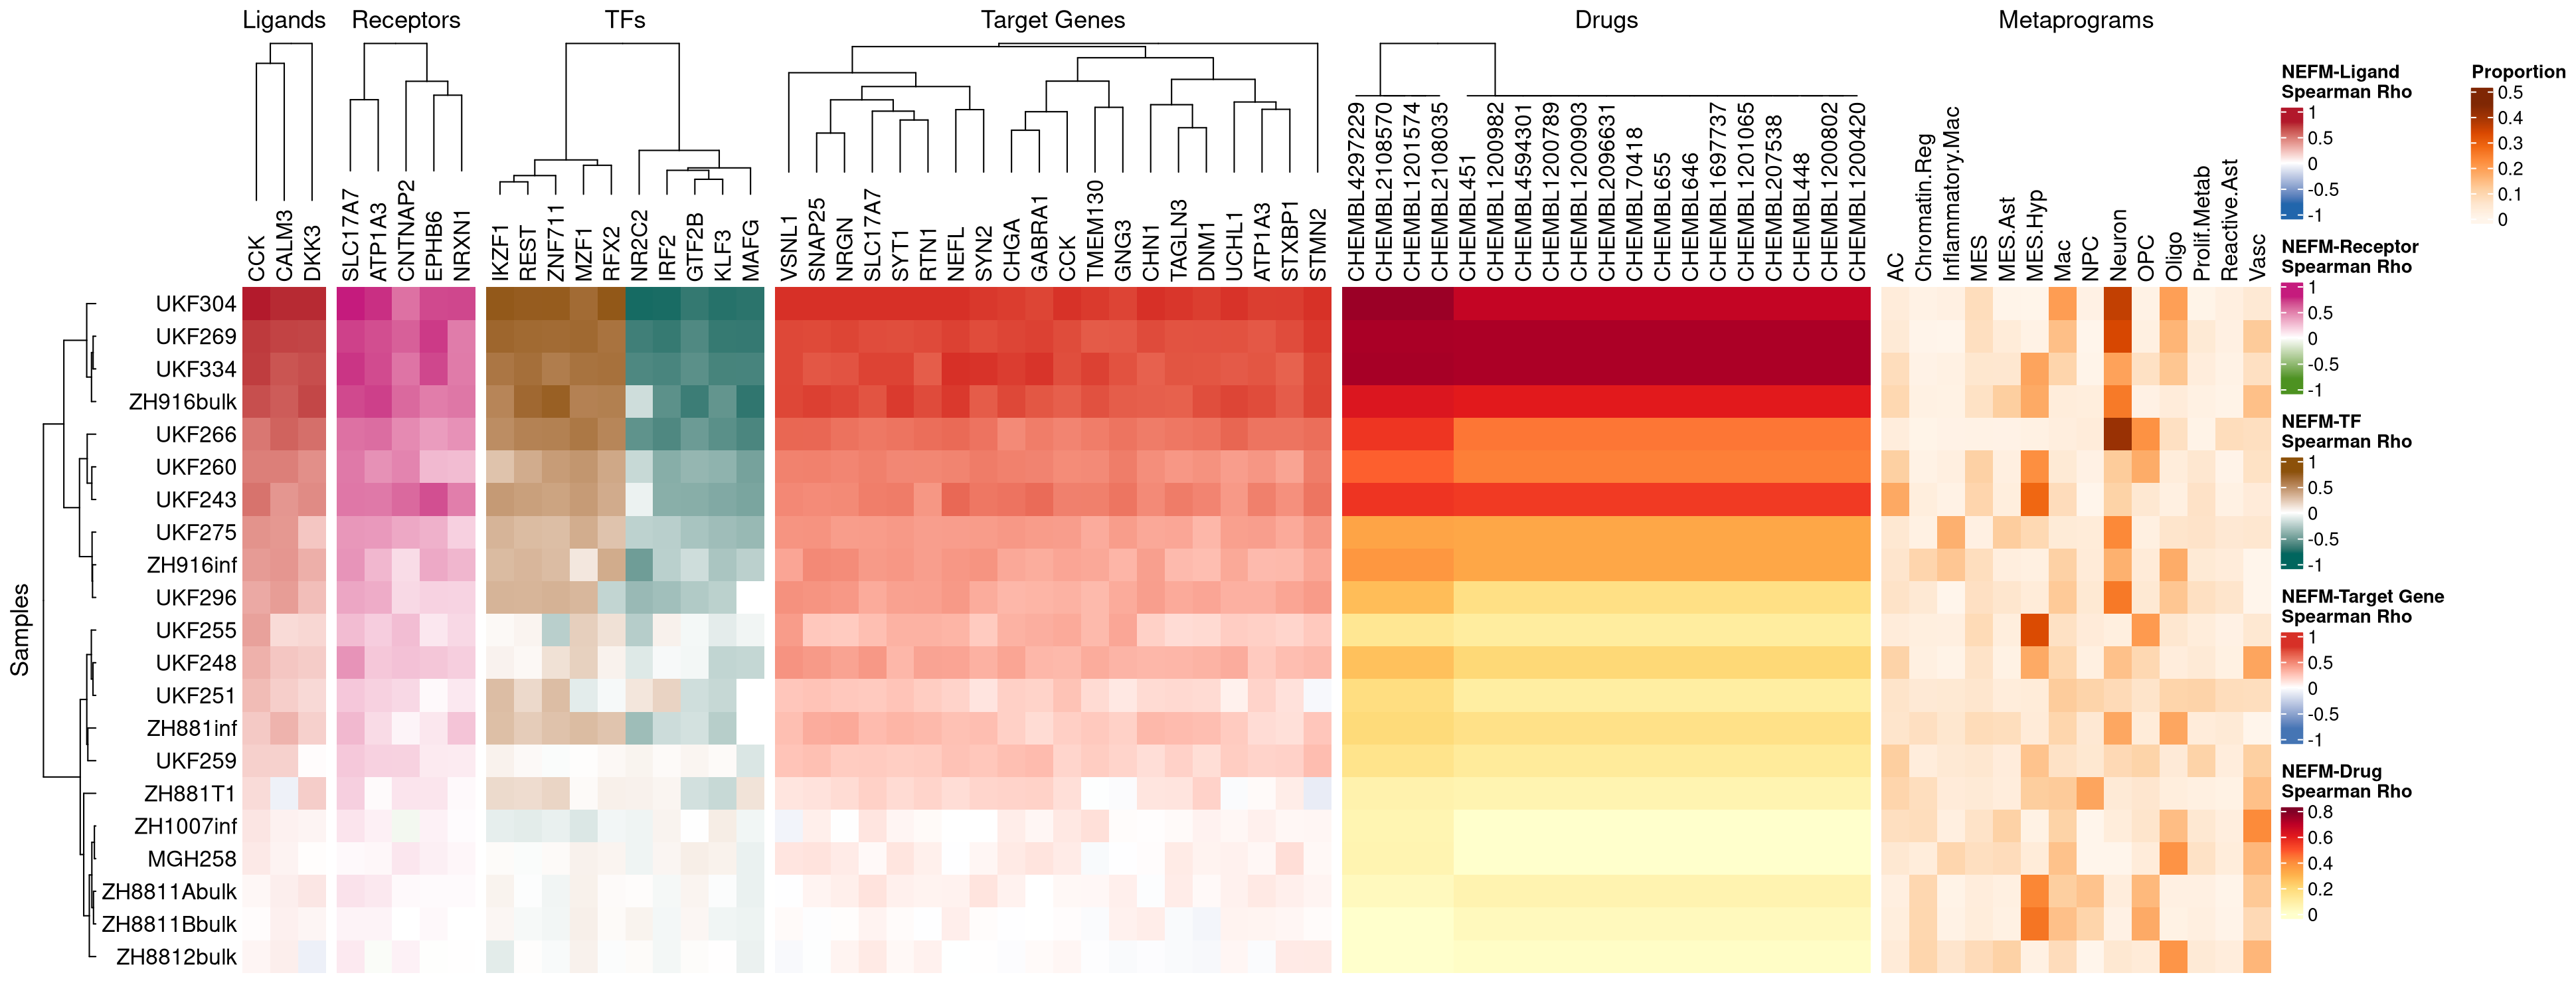 Ligands
Receptors
TFs
Target Genes
Drugs
Metaprograms
CCK
CALM3
DKK3
SLC17A7
ATP1A3
CNTNAP2
EPHB6
NRXN1
IKZF1
REST
ZNF711
MZF1
RFX2
NR2C2
IRF2
GTF2B
KLF3
MAFG
VSNL1
SNAP25
NRGN
SLC17A7
SYT1
RTN1
NEFL
SYN2
CHGA
GABRA1
CCK
TMEM130
GNG3
CHN1
TAGLN3
DNM1
UCHL1
ATP1A3
STXBP1
STMN2
CHEMBL4297229
CHEMBL2108570
CHEMBL1201574
CHEMBL2108035
CHEMBL451
CHEMBL1200982
CHEMBL4594301
CHEMBL1200789
CHEMBL1200903
CHEMBL2096631
CHEMBL70418
CHEMBL655
CHEMBL646
CHEMBL1697737
CHEMBL1201065
CHEMBL207538
CHEMBL448
CHEMBL1200802
CHEMBL1200420
AC
Chromatin.Reg
Inflammatory.Mac
MES
MES.Ast
MES.Hyp
Mac
NPC
Neuron
OPC
Oligo
Prolif.Metab
Reactive.Ast
Vasc
Samples
UKF304
UKF269
UKF334
ZH916bulk
UKF266
UKF260
UKF243
UKF275
ZH916inf
UKF296
UKF255
UKF248
UKF251
ZH881inf
UKF259
ZH881T1
ZH1007inf
MGH258
ZH8811Abulk
ZH8811Bbulk
ZH8812bulk
NEFM-Ligand
Spearman Rho
1
0.5
0
-0.5
-1
NEFM-Receptor
Spearman Rho
1
0.5
0
-0.5
-1
NEFM-TF
Spearman Rho
1
0.5
0
-0.5
-1
NEFM-Target Gene
Spearman Rho
1
0.5
0
-0.5
-1
NEFM-Drug
Spearman Rho
0.8
0.6
0.4
0.2
0
Proportion
0.5
0.4
0.3
0.2
0.1
0